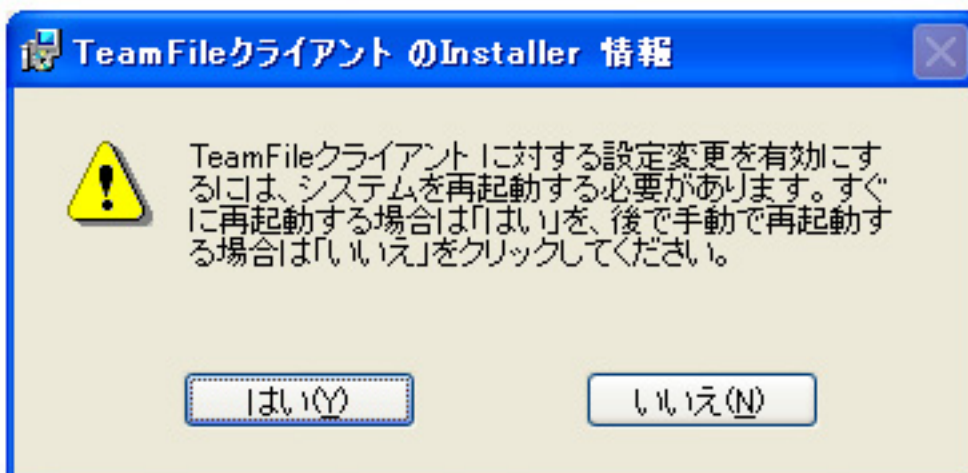 TeamFileクライアント のInstaller 情報
TeamFileクライアント に対する設定変更を有効にす
るには、システムを再起動する必要があります。すぐ
に再起動する場合は「はい」を、後で手動で再起動す
る場合は「いいえ」をクリックしてください。
はい(Y)
いいえ(N)